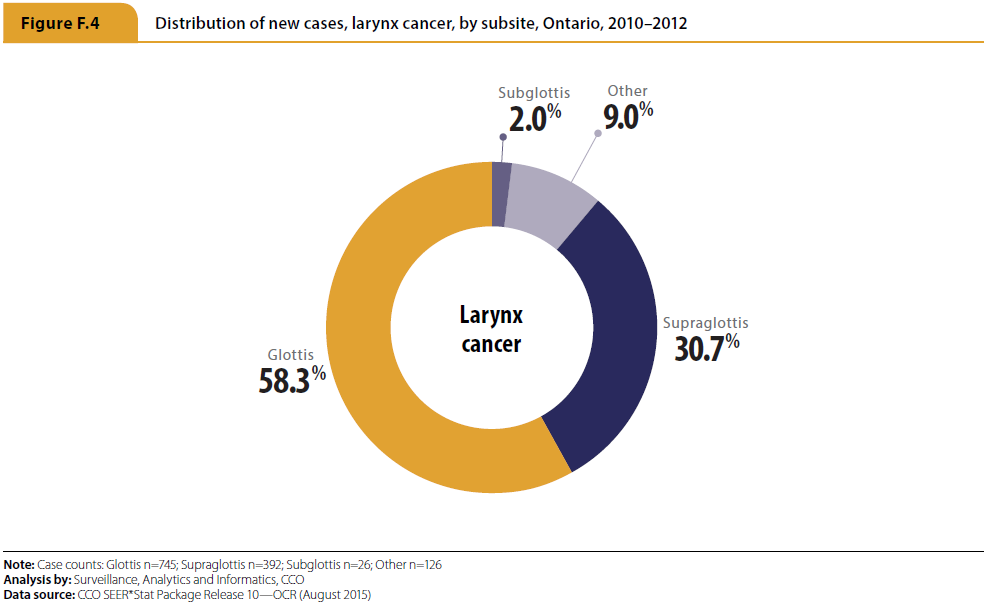 Figure F.4
Distribution of new cases, larynx cancer, by subsite, Ontario, 2010–2012
Subglottis
2.0%
Other
9.0%
Larynx
cancer
Supraglottis
30.7%
Glottis
58.3%
Note: Case counts: Glottis n=745; Supraglottis n=392; Subglottis n=26; Other n=126
Analysis by: Surveillance, Analytics and Informatics, CCO
Data source: CCO SEER*Stat Package Release 10—OCR (August 2015)